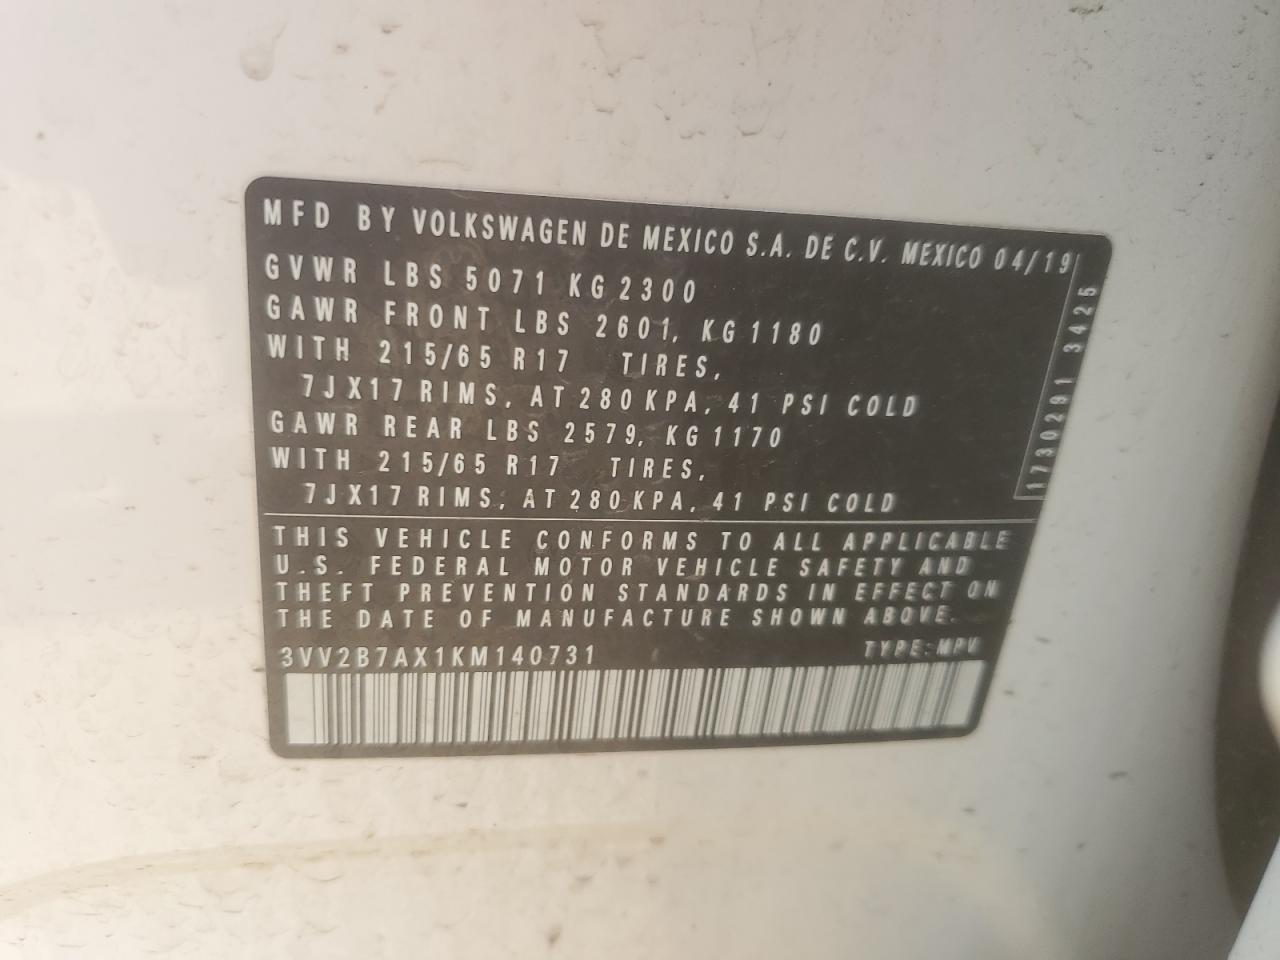 MFD BY VOLKSWAGEN DE MEXICO S.A. DE C.V. MEXICO 04/19
GVWR LBS 5071 KG 2300
GAWR FRONT LBS 2601, KG 1180
WITH 215/65 R17 TIRES,
7JX17 RIMS, AT 280 KPA, 41 PSI COLD
GAWR REAR LBS 2579, KG 1170
WITH 215/65 R17 TIRES,
7JX17 RIMS, AT 280 KPA, 41 PSI COLD
1730291 3425
THIS VEHICLE CONFORMS TO ALL APPLICABLE
U.S. FEDERAL MOTOR VEHICLE SAFETY AND
THEFT PREVENTION STANDARDS IN EFFECT ON
THE DATE OF MANUFACTURE SHOWN ABOVE.
3VV2B7AX1KM140731 TYPE: MPV